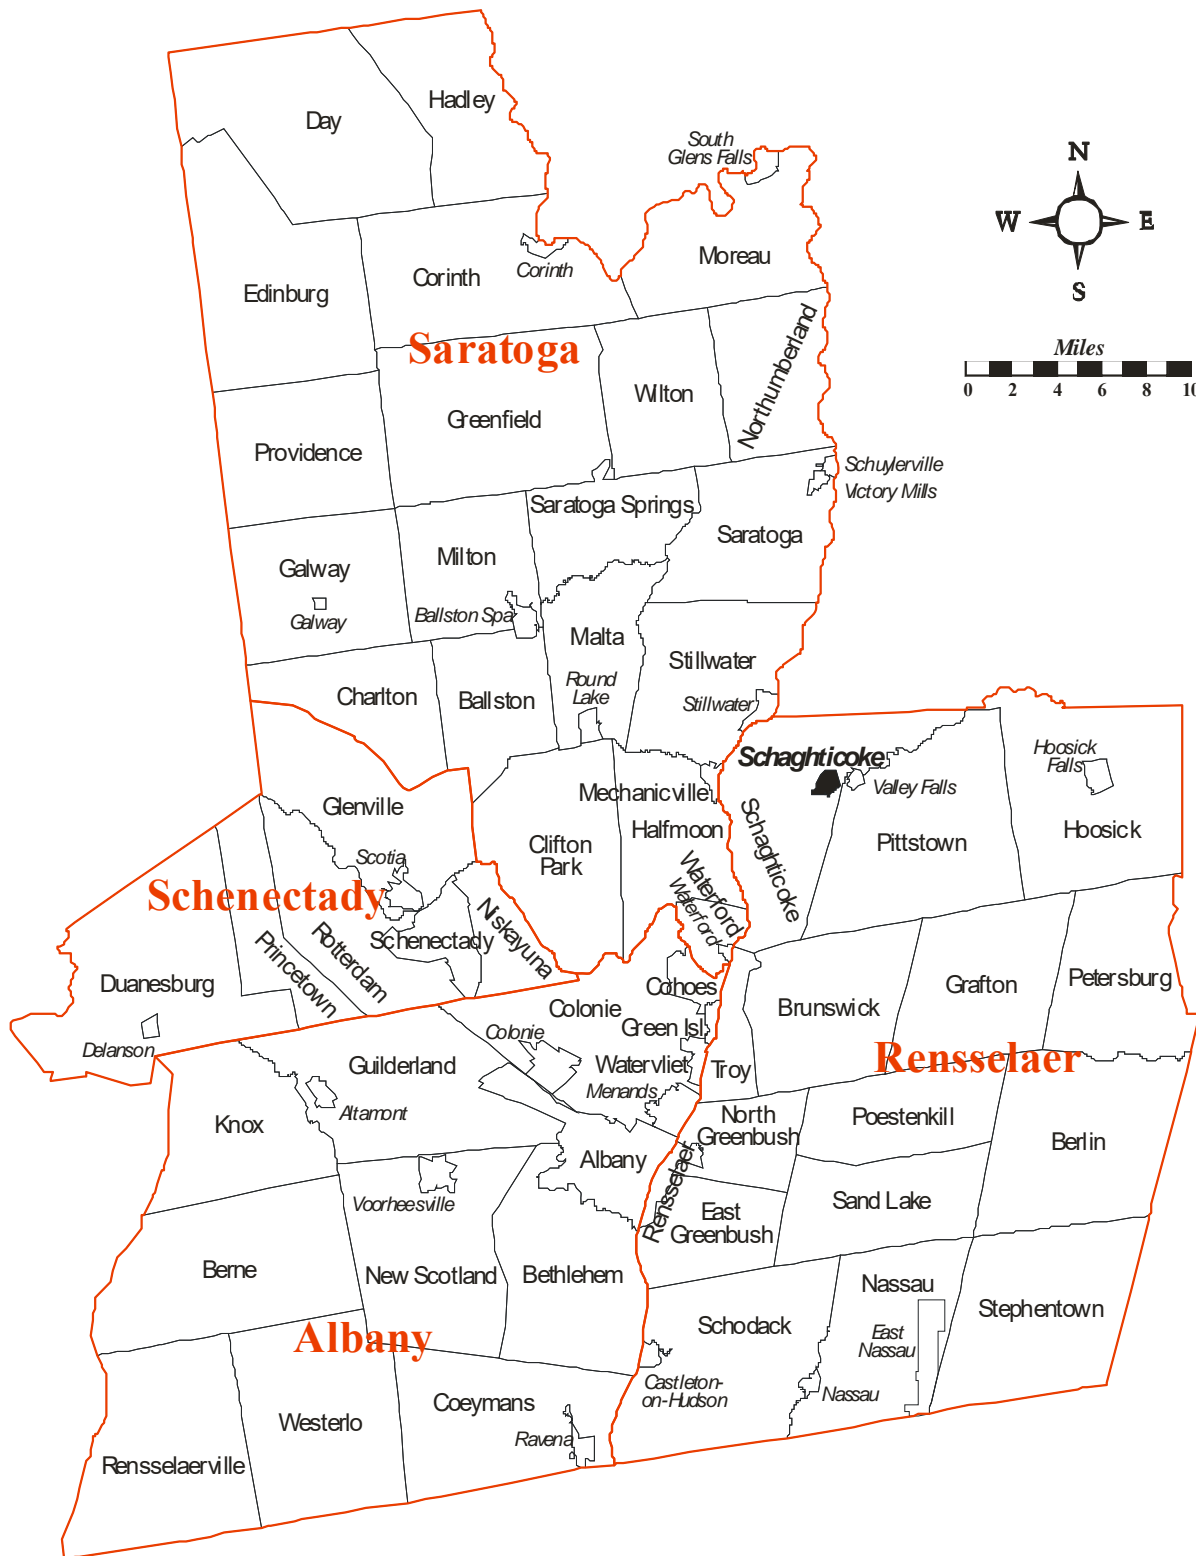 Day
Hadley
South
Glens Falls
N
W
E
S
Moreau
Corinth
Corinth
Edinburg
Saratoga
Northumberland
Miles
0 2 4 6 8 10
Wilton
Greenfield
Providence
Schuylerville
Victory Mills
Saratoga Springs
Saratoga
Milton
Galway
Galway
Ballston Spa
Malta
Stillwater
Round
Lake
Stillwater
Charlton
Ballston
Schaghticoke
Hoosick
Falls
Valley Falls
Mechanicville
Glenville
Halfmoon
Hoosick
Pittstown
Clifton
Park
Schaghticoke
Scotia
Schenectady
Waterford
Waterford
Niskayuna
Schenectady
Rotterdam
Princetown
Duanesburg
Delanson
Cohoes
Colonie
Green Isl.
Colonie
Watervliet
Menands
Troy
Brunswick
Grafton
Petersburg
Rensselaer
Guilderland
Altamont
Knox
North
Greenbush
Poestenkill
Berlin
Albany
Rensselaer
Voorheesville
East
Greenbush
Sand Lake
Berne
New Scotland
Bethlehem
Nassau
Stephentown
Albany
Schodack
East
Nassau
Castleton-
on-Hudson
Nassau
Coeymans
Ravena
Westerlo
Rensselaerville